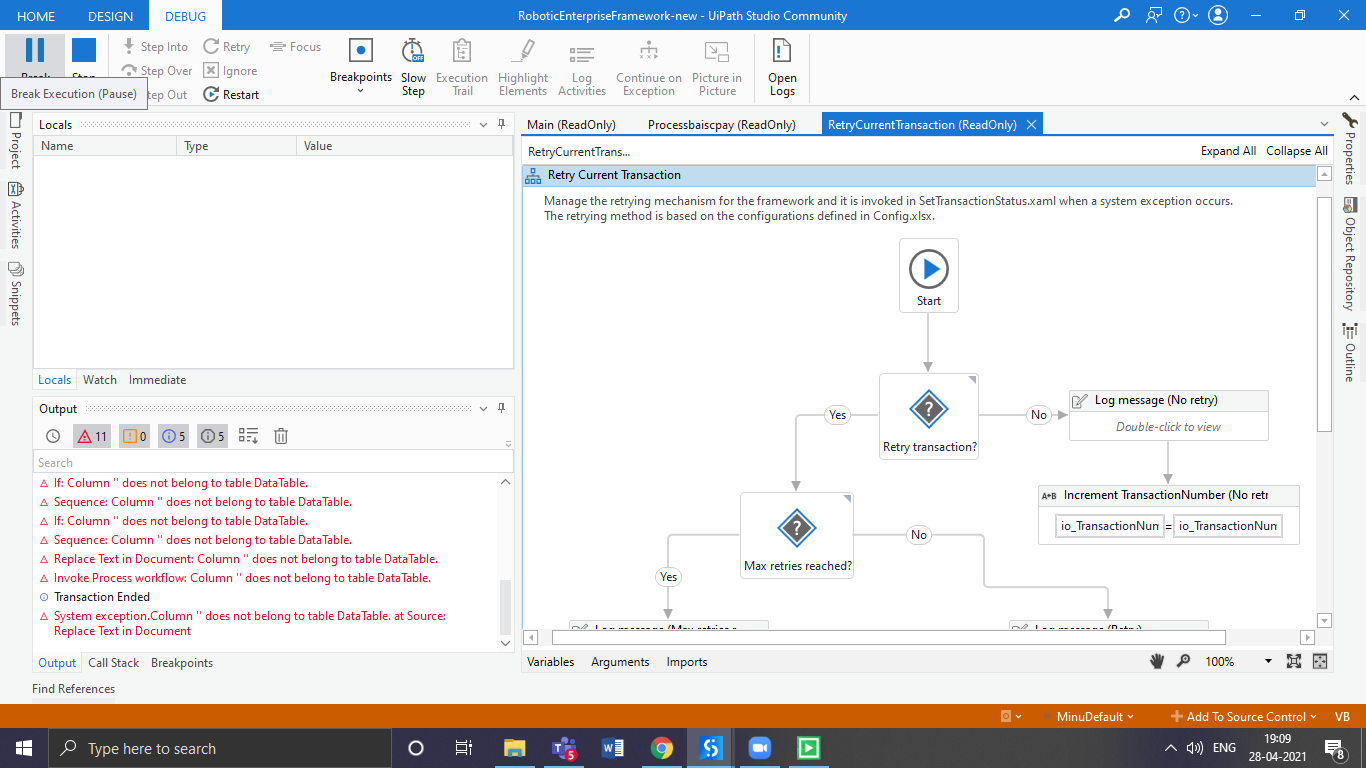 HOME DESIGN DEBUG
RoboticEnterpriseFramework-new - UiPath Studio Community
Step Into
Step Over
Retry
Ignore
Restart
Focus
Breakpoints
Slow
Step
Execution
Trail
Highlight
Elements
Log
Activities
Continue on
Exception
Picture in
Picture
Open
Logs
Break Execution (Pause)
Project
Activities
Snippets
Locals
Name Type Value
Locals Watch Immediate
Output
11 0 5 5
Search
If: Column '' does not belong to table DataTable.
Sequence: Column '' does not belong to table DataTable.
If: Column '' does not belong to table DataTable.
Sequence: Column '' does not belong to table DataTable.
Replace Text in Document: Column '' does not belong to table DataTable.
Invoke Process workflow: Column '' does not belong to table DataTable.
Transaction Ended
System exception.Column '' does not belong to table DataTable. at Source:
Replace Text in Document
Output Call Stack Breakpoints
Find References
Main (ReadOnly) Processbaiscpay (ReadOnly) RetryCurrentTransaction (ReadOnly)
RetryCurrentTrans... Expand All Collapse All
Retry Current Transaction
Manage the retrying mechanism for the framework and it is invoked in SetTransactionStatus.xaml when a system exception occurs.
The retrying method is based on the configurations defined in Config.xlsx.
Start
Retry transaction?
Yes
No
Log message (No retry)
Double-click to view
Increment TransactionNumber (No retr
io_TransactionNum = io_TransactionNum
Max retries reached?
Yes
No
Log message (Max retries r
Log message (Retry)
Variables Arguments Imports 100%
Properties
Object Repository
Outline
MinuDefault Add To Source Control VB
Type here to search
5
ENG
19:09
28-04-2021
8